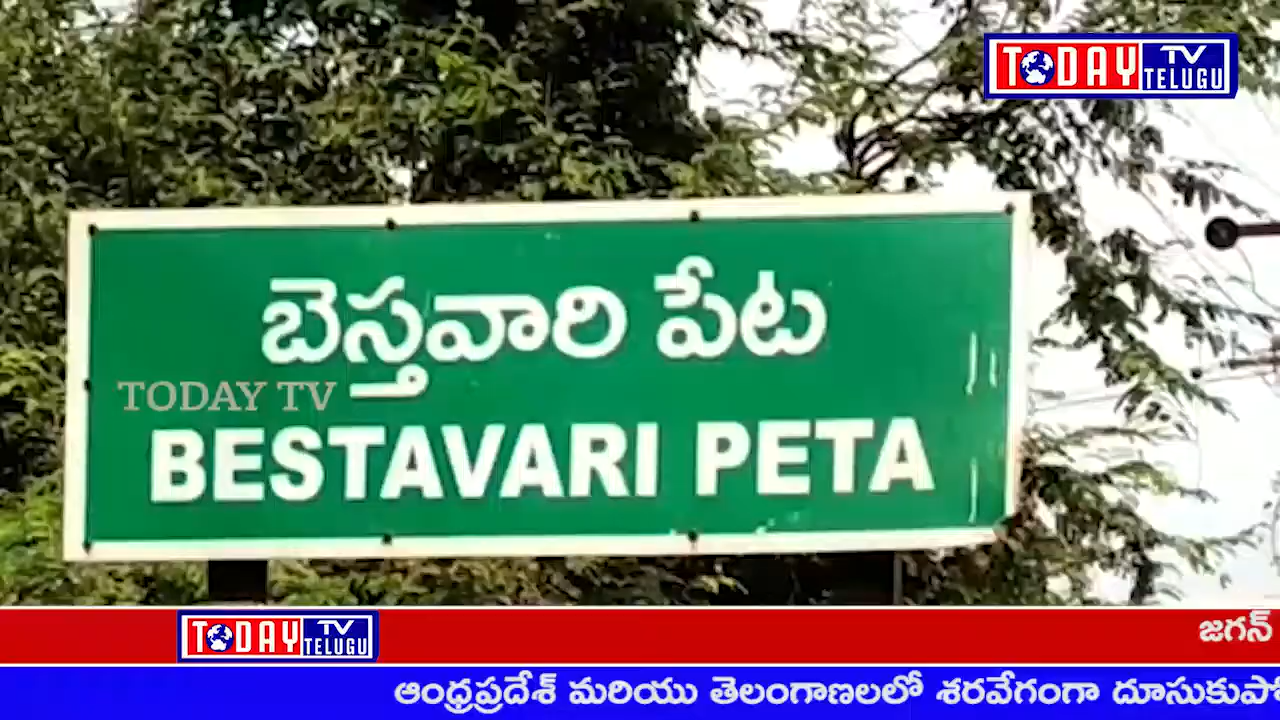 TODAY TV TELUGU
బెస్తవారి పేట
TODAY TV
BESTAVARI PETA
TODAY TV TELUGU
జగన్
ఆంధ్రప్రదేశ్ మరియు తెలంగాణలలో శరవేగంగా